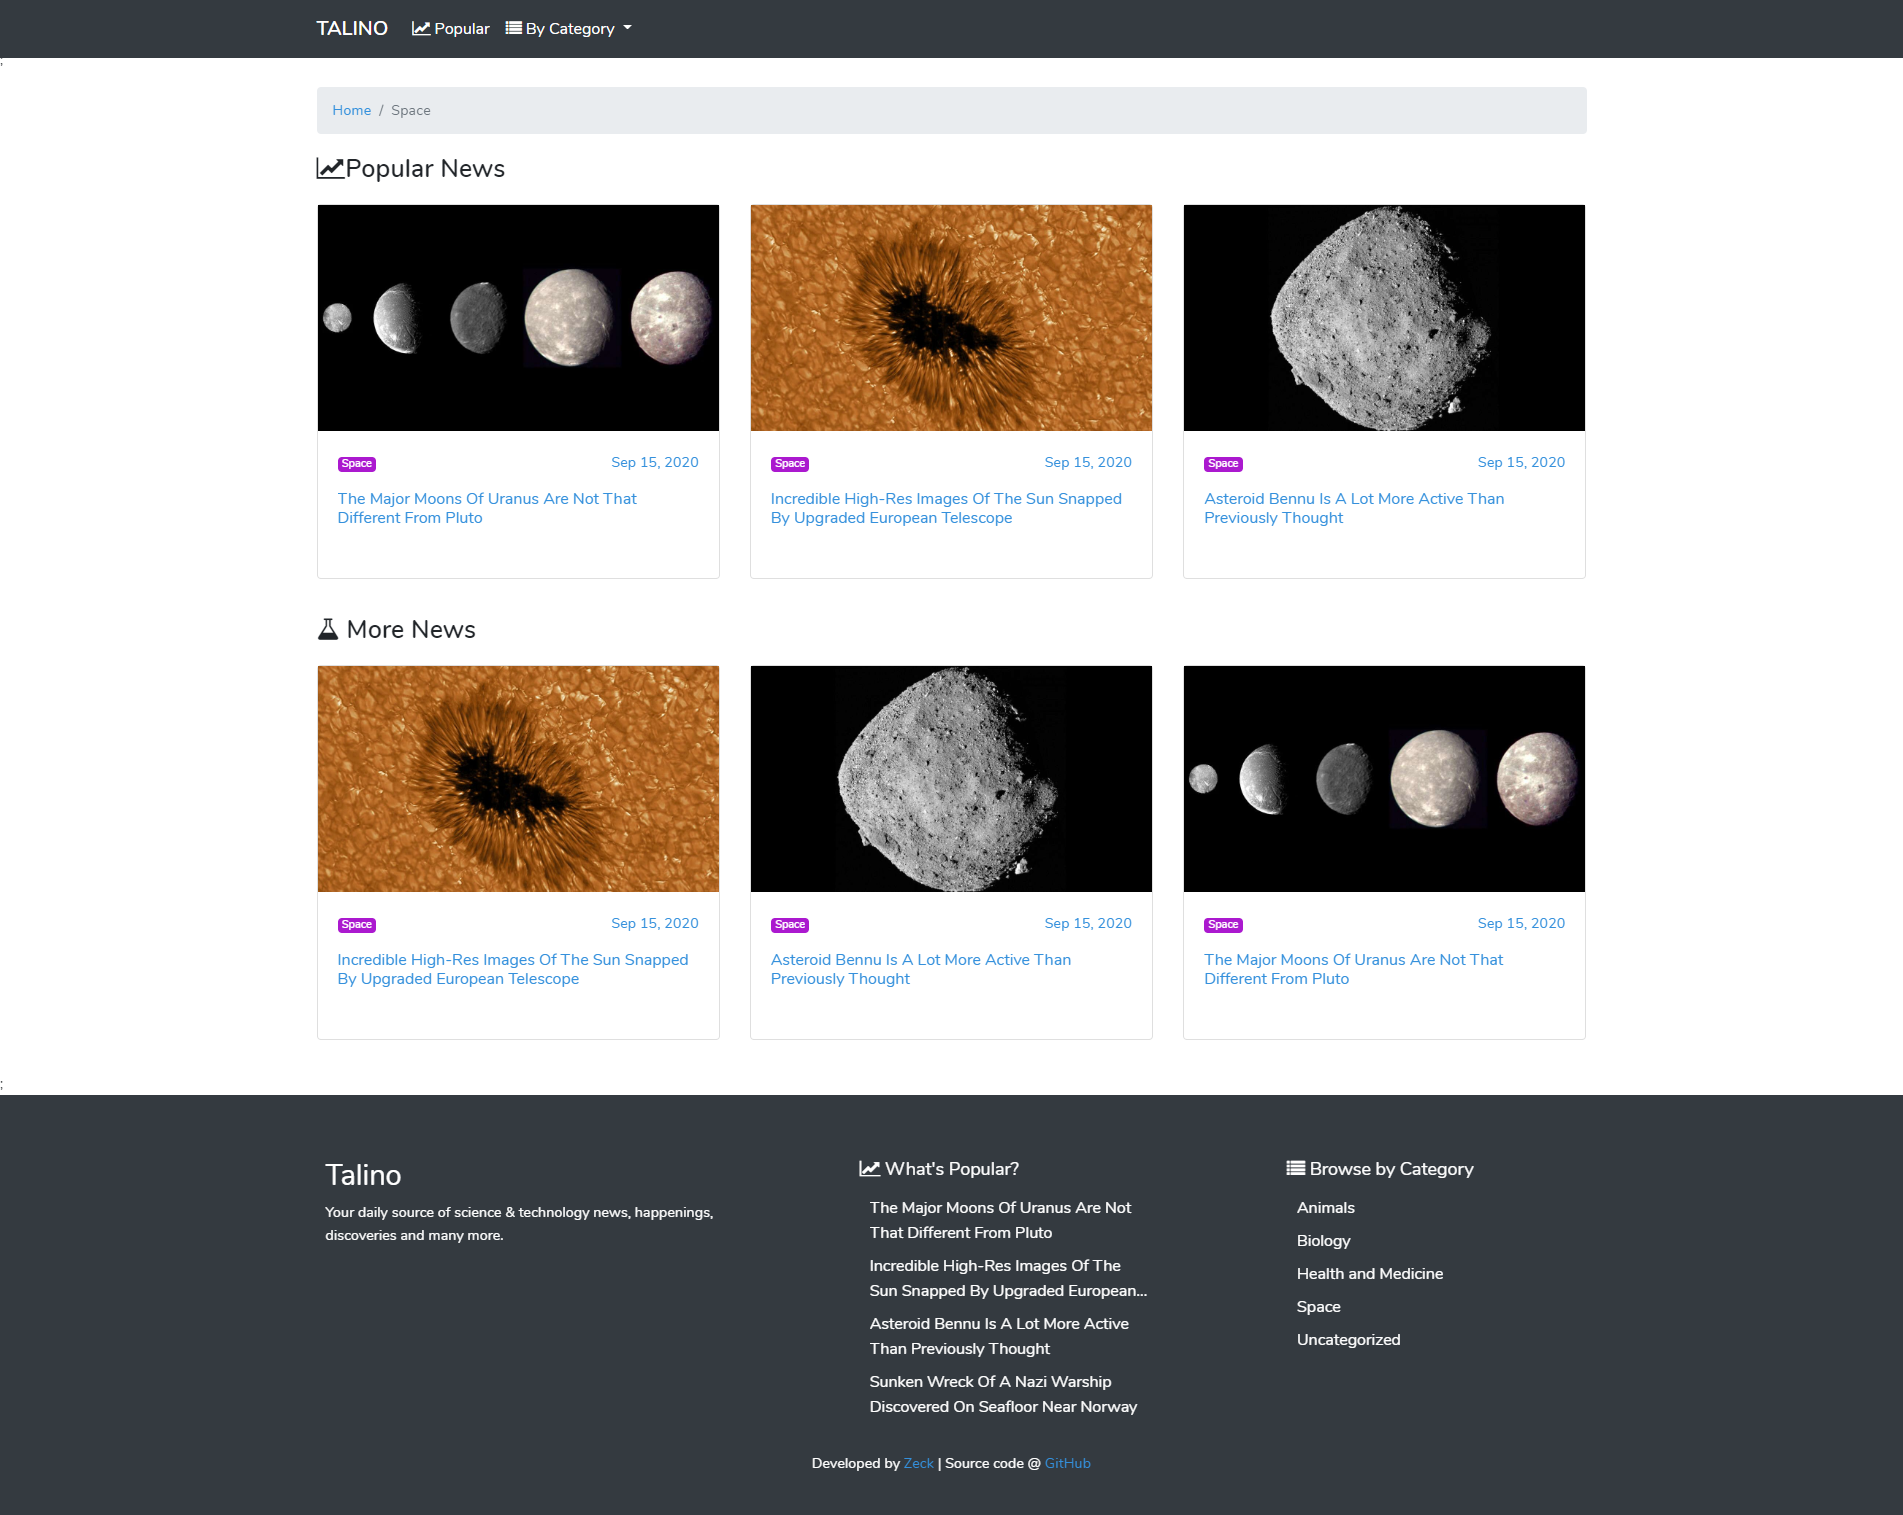 TALINO Popular By Category
;
Home / Space
Popular News
Space Sep 15, 2020
The Major Moons Of Uranus Are Not That
Different From Pluto
Space Sep 15, 2020
Incredible High-Res Images Of The Sun Snapped
By Upgraded European Telescope
Space Sep 15, 2020
Asteroid Bennu Is A Lot More Active Than
Previously Thought
More News
Space Sep 15, 2020
Incredible High-Res Images Of The Sun Snapped
By Upgraded European Telescope
Space Sep 15, 2020
Asteroid Bennu Is A Lot More Active Than
Previously Thought
Space Sep 15, 2020
The Major Moons Of Uranus Are Not That
Different From Pluto
;
Talino
Your daily source of science & technology news, happenings,
discoveries and many more.
What's Popular?
The Major Moons Of Uranus Are Not
That Different From Pluto
Incredible High-Res Images Of The
Sun Snapped By Upgraded European...
Asteroid Bennu Is A Lot More Active
Than Previously Thought
Sunken Wreck Of A Nazi Warship
Discovered On Seafloor Near Norway
Browse by Category
Animals
Biology
Health and Medicine
Space
Uncategorized
Developed by Zeck | Source code @ GitHub